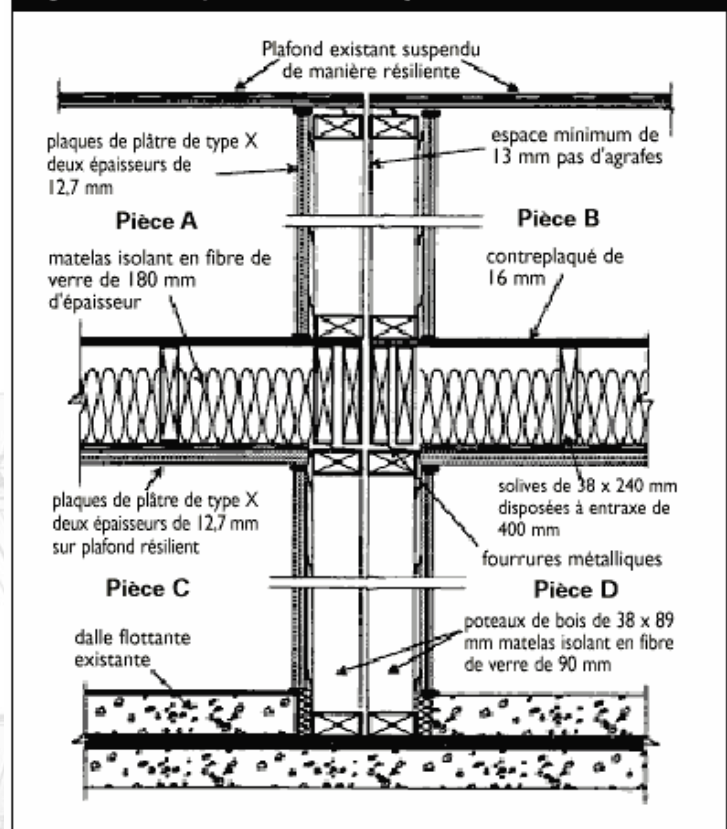 Plafond existant suspendu
de manière résiliente
plaques de plâtre de type X
deux épaisseurs de
12,7 mm
espace minimum de
13 mm pas d'agrafes
Pièce A
Pièce B
matelas isolant en fibre de
verre de 180 mm
d'épaisseur
contreplaqué de
16 mm
plaques de plâtre de type X
deux épaisseurs de 12,7 mm
sur plafond résilient
solives de 38 x 240 mm
disposées à entraxe de
400 mm
fourrures métalliques
Pièce C
Pièce D
dalle flottante
existante
poteaux de bois de 38 x 89
mm matelas isolant en fibre
de verre de 90 mm